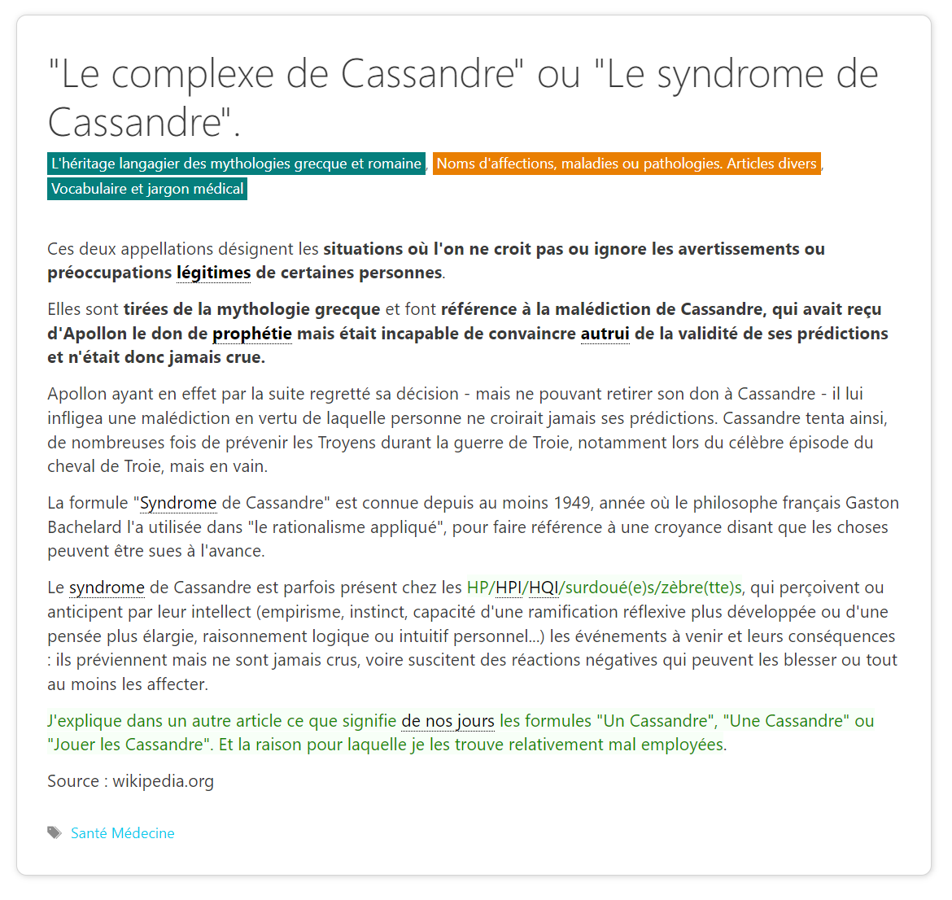 "Le complexe de Cassandre" ou "Le syndrome de
Cassandre".
L'héritage langagier des mythologies grecque et romaine, Noms d'affections, maladies ou pathologies. Articles divers,
Vocabulaire et jargon médical
Ces deux appellations désignent les situations où l'on ne croit pas ou ignore les avertissements ou
préoccupations légitimes de certaines personnes.
Elles sont tirées de la mythologie grecque et font référence à la malédiction de Cassandre, qui avait reçu
d'Apollon le don de prophétie mais était incapable de convaincre autrui de la validité de ses prédictions
et n'était donc jamais crue.
Apollon ayant en effet par la suite regretté sa décision - mais ne pouvant retirer son don à Cassandre - il lui
infligea une malédiction en vertu de laquelle personne ne croirait jamais ses prédictions. Cassandre tenta ainsi,
de nombreuses fois de prévenir les Troyens durant la guerre de Troie, notamment lors du célèbre épisode du
cheval de Troie, mais en vain.
La formule "Syndrome de Cassandre" est connue depuis au moins 1949, année où le philosophe français Gaston
Bachelard l'a utilisée dans "le rationalisme appliqué", pour faire référence à une croyance disant que les choses
peuvent être sues à l'avance.
Le syndrome de Cassandre est parfois présent chez les HP/HPI/HQI/surdoué(e)s/zèbre(tte)s, qui perçoivent ou
anticipent par leur intellect (empirisme, instinct, capacité d'une ramification réflexive plus développée ou d'une
pensée plus élargie, raisonnement logique ou intuitif personnel...) les événements à venir et leurs conséquences
: ils préviennent mais ne sont jamais crus, voire suscitent des réactions négatives qui peuvent les blesser ou tout
au moins les affecter.
J'explique dans un autre article ce que signifie de nos jours les formules "Un Cassandre", "Une Cassandre" ou
"Jouer les Cassandre". Et la raison pour laquelle je les trouve relativement mal employées.
Source : wikipedia.org
Santé Médecine